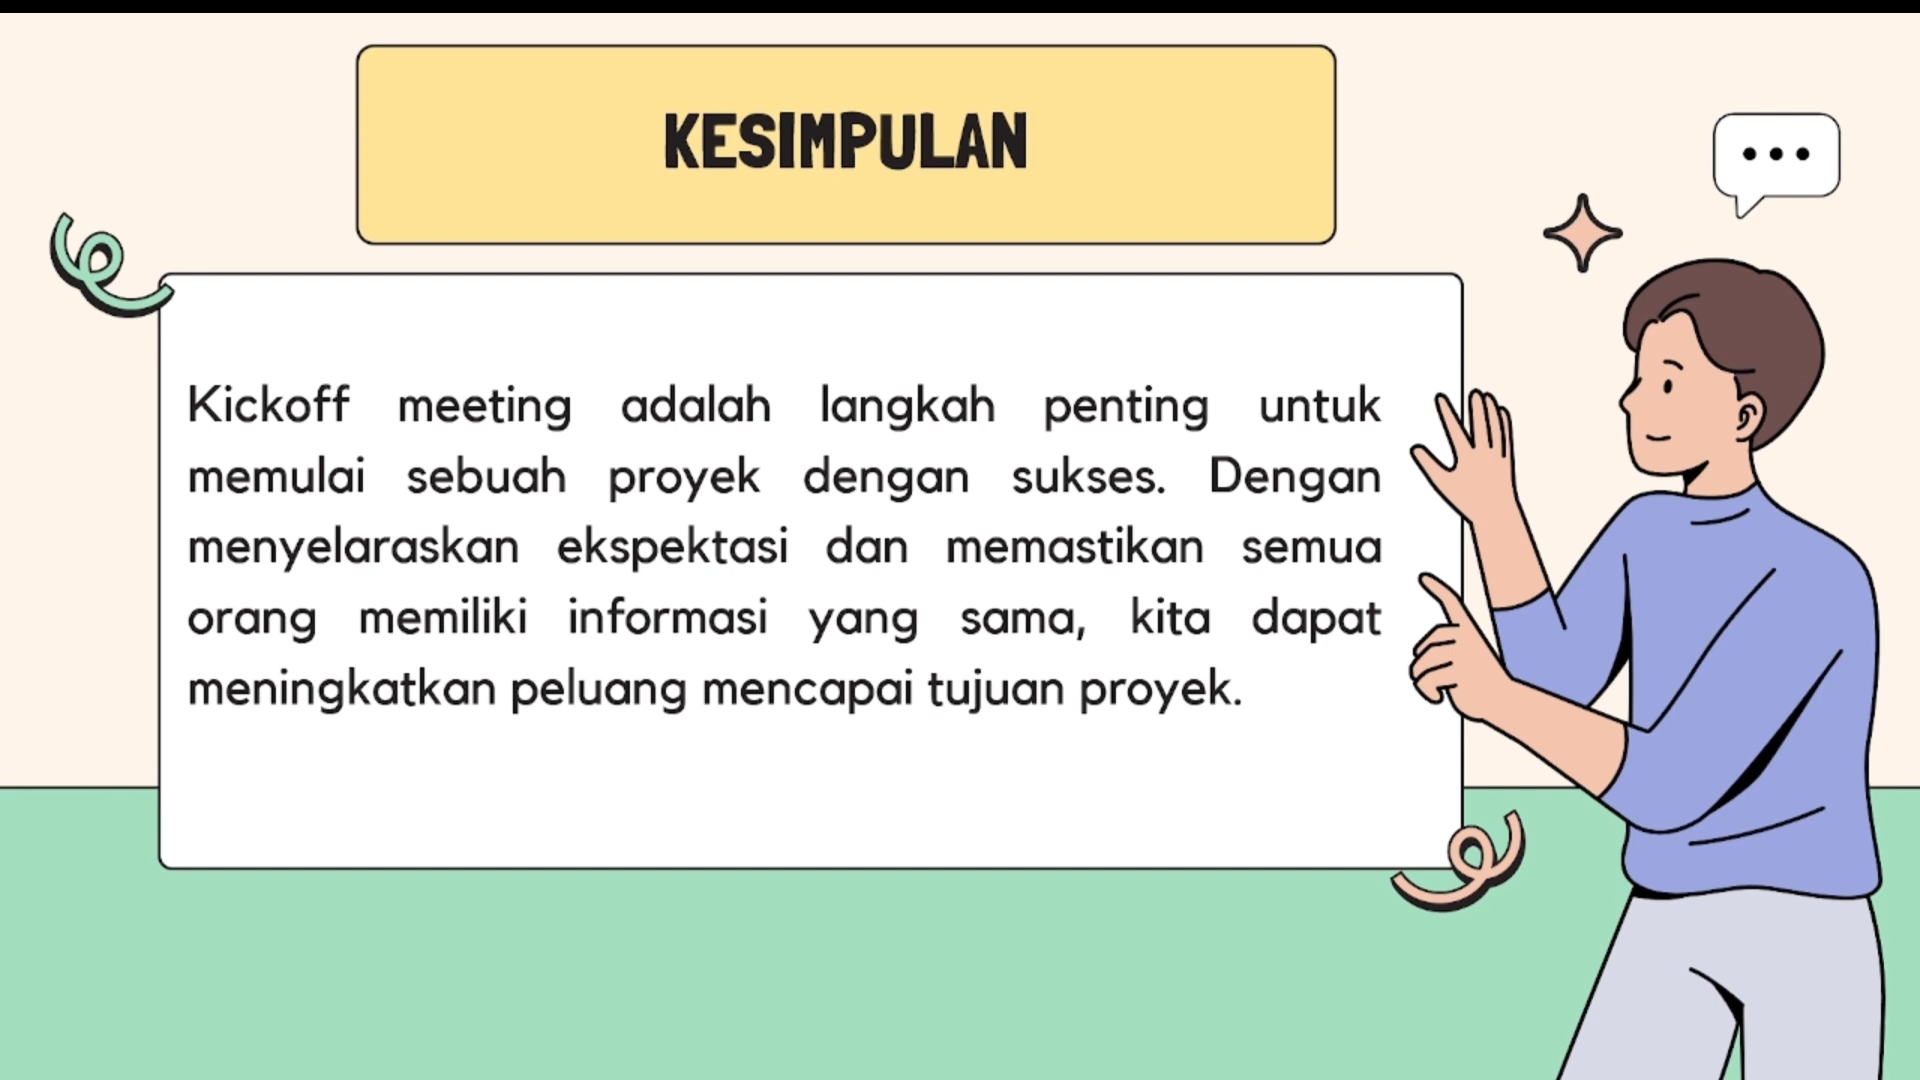 KESIMPULAN
Kickoff meeting adalah langkah penting untuk
memulai sebuah proyek dengan sukses. Dengan
menyelaraskan ekspektasi dan memastikan semua
orang memiliki informasi yang sama, kita dapat
meningkatkan peluang mencapai tujuan proyek.